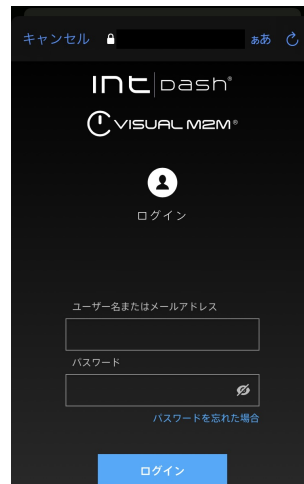 キャンセル ぁあ
INt|DASH®
VISUAL M2M®
ログイン
ユーザー名またはメールアドレス
パスワード
パスワードを忘れた場合
ログイン